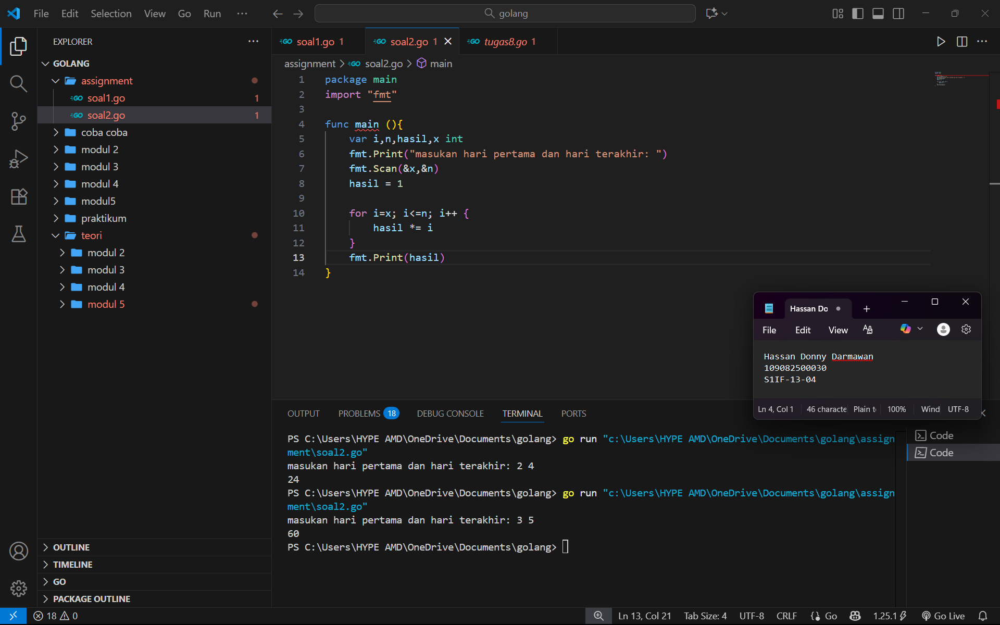 File Edit Selection View Go Run ···
golang
EXPLORER
GOLANG
assignment
soal1.go 1
soal2.go 1
coba coba
modul 2
modul 3
modul 4
modul5
praktikum
teori
modul 2
modul 3
modul 4
modul 5
OUTLINE
TIMELINE
GO
PACKAGE OUTLINE
soal1.go 1 soal2.go 1 tugas8.go 1
assignment > soal2.go > main
1 package main
2 import "fmt"
3
4 func main (){
5 var i,n,hasil,x int
6 fmt.Print("masukan hari pertama dan hari terakhir: ")
7 fmt.Scan(&x,&n)
8 hasil = 1
9
10 for i=x; i<=n; i++ {
11 hasil *= i
12 }
13 fmt.Print(hasil)
14 }
Hassan Do
File Edit View
Hassan Donny Darmawan
109082500030
S1IF-13-04
Ln 4, Col 1 46 characte Plain t 100% Wind UTF-8
OUTPUT PROBLEMS 18 DEBUG CONSOLE TERMINAL PORTS
PS C:\Users\HYPE AMD\OneDrive\Documents\golang> go run "c:\Users\HYPE AMD\OneDrive\Documents\golang\assign
ment\soal2.go"
masukan hari pertama dan hari terakhir: 2 4
24
PS C:\Users\HYPE AMD\OneDrive\Documents\golang> go run "c:\Users\HYPE AMD\OneDrive\Documents\golang\assign
ment\soal2.go"
masukan hari pertama dan hari terakhir: 3 5
60
PS C:\Users\HYPE AMD\OneDrive\Documents\golang>
Code
Code
18 0 Ln 13, Col 21 Tab Size: 4 UTF-8 CRLF Go 1.25.1 Go Live